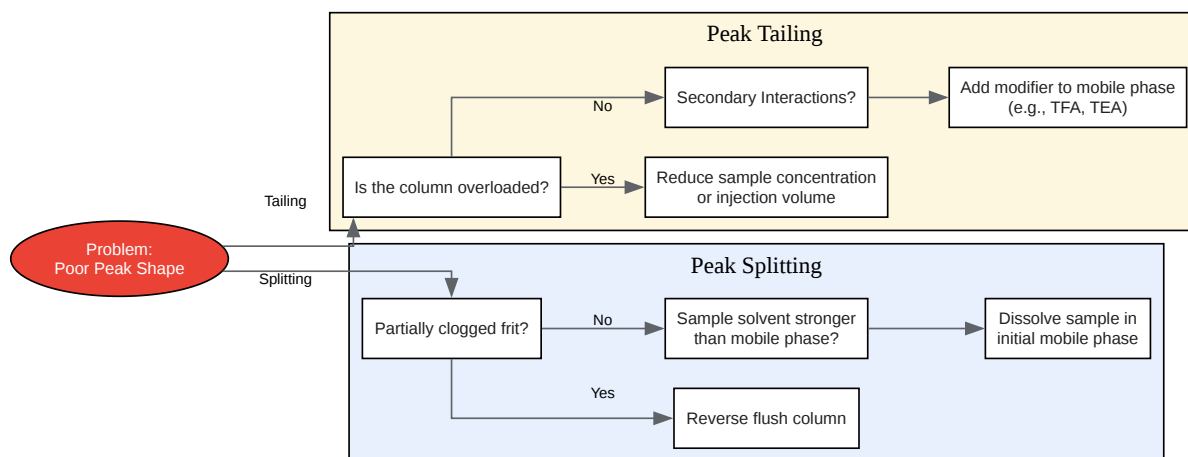 Peak Tailing
Secondary Interactions?
Add modifier to mobile phase
(e.g., TFA, TEA)
No
Is the column overloaded?
Yes
Reduce sample concentration
or injection volume
Tailing
Problem:
Poor Peak Shape
Splitting
Peak Splitting
Partially clogged frit?
No
Sample solvent stronger
than mobile phase?
Dissolve sample in
initial mobile phase
Yes
Reverse flush column